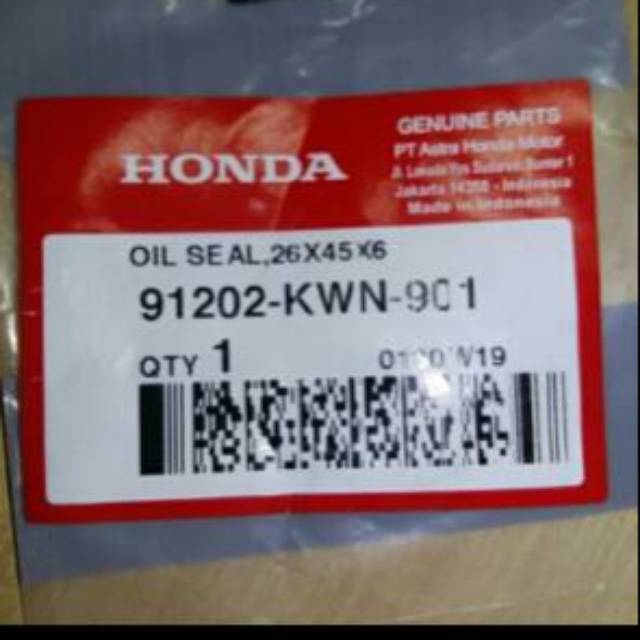 HONDA
GENUINE PARTS
PT Astra Honda Motor
Jakarta 14350 - Indonesia
Made in Indonesia
OIL SEAL,26X45X6
91202-KWN-901
QTY 1